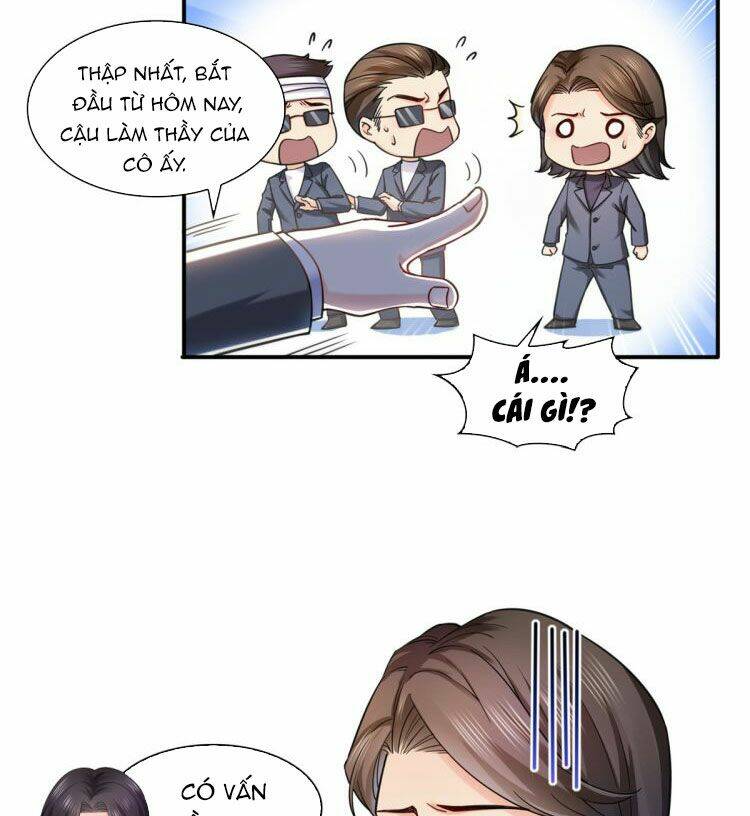 THẬP NHẤT, BẮT
ĐẦU TỪ HÔM NAY,
CẬU LÀM THẦY CỦA
CÔ ẤY.
Á....
CÁI GÌ!?
CÓ VẤN